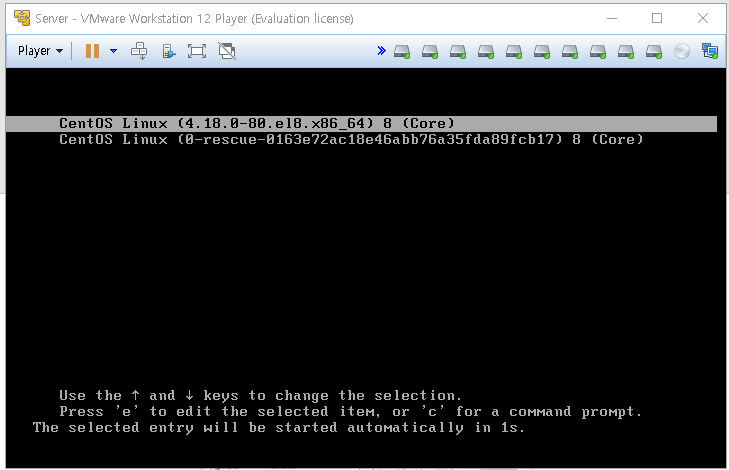 Server - VMware Workstation 12 Player (Evaluation license)
Player
CentOS Linux (4.18.0-80.el8.x86_64) 8 (Core)
CentOS Linux (0-rescue-0163e72ac18e46abb76a35fda89fcb17) 8 (Core)
Use the ↑ and ↓ keys to change the selection.
Press 'e' to edit the selected item, or 'c' for a command prompt.
The selected entry will be started automatically in 1s.